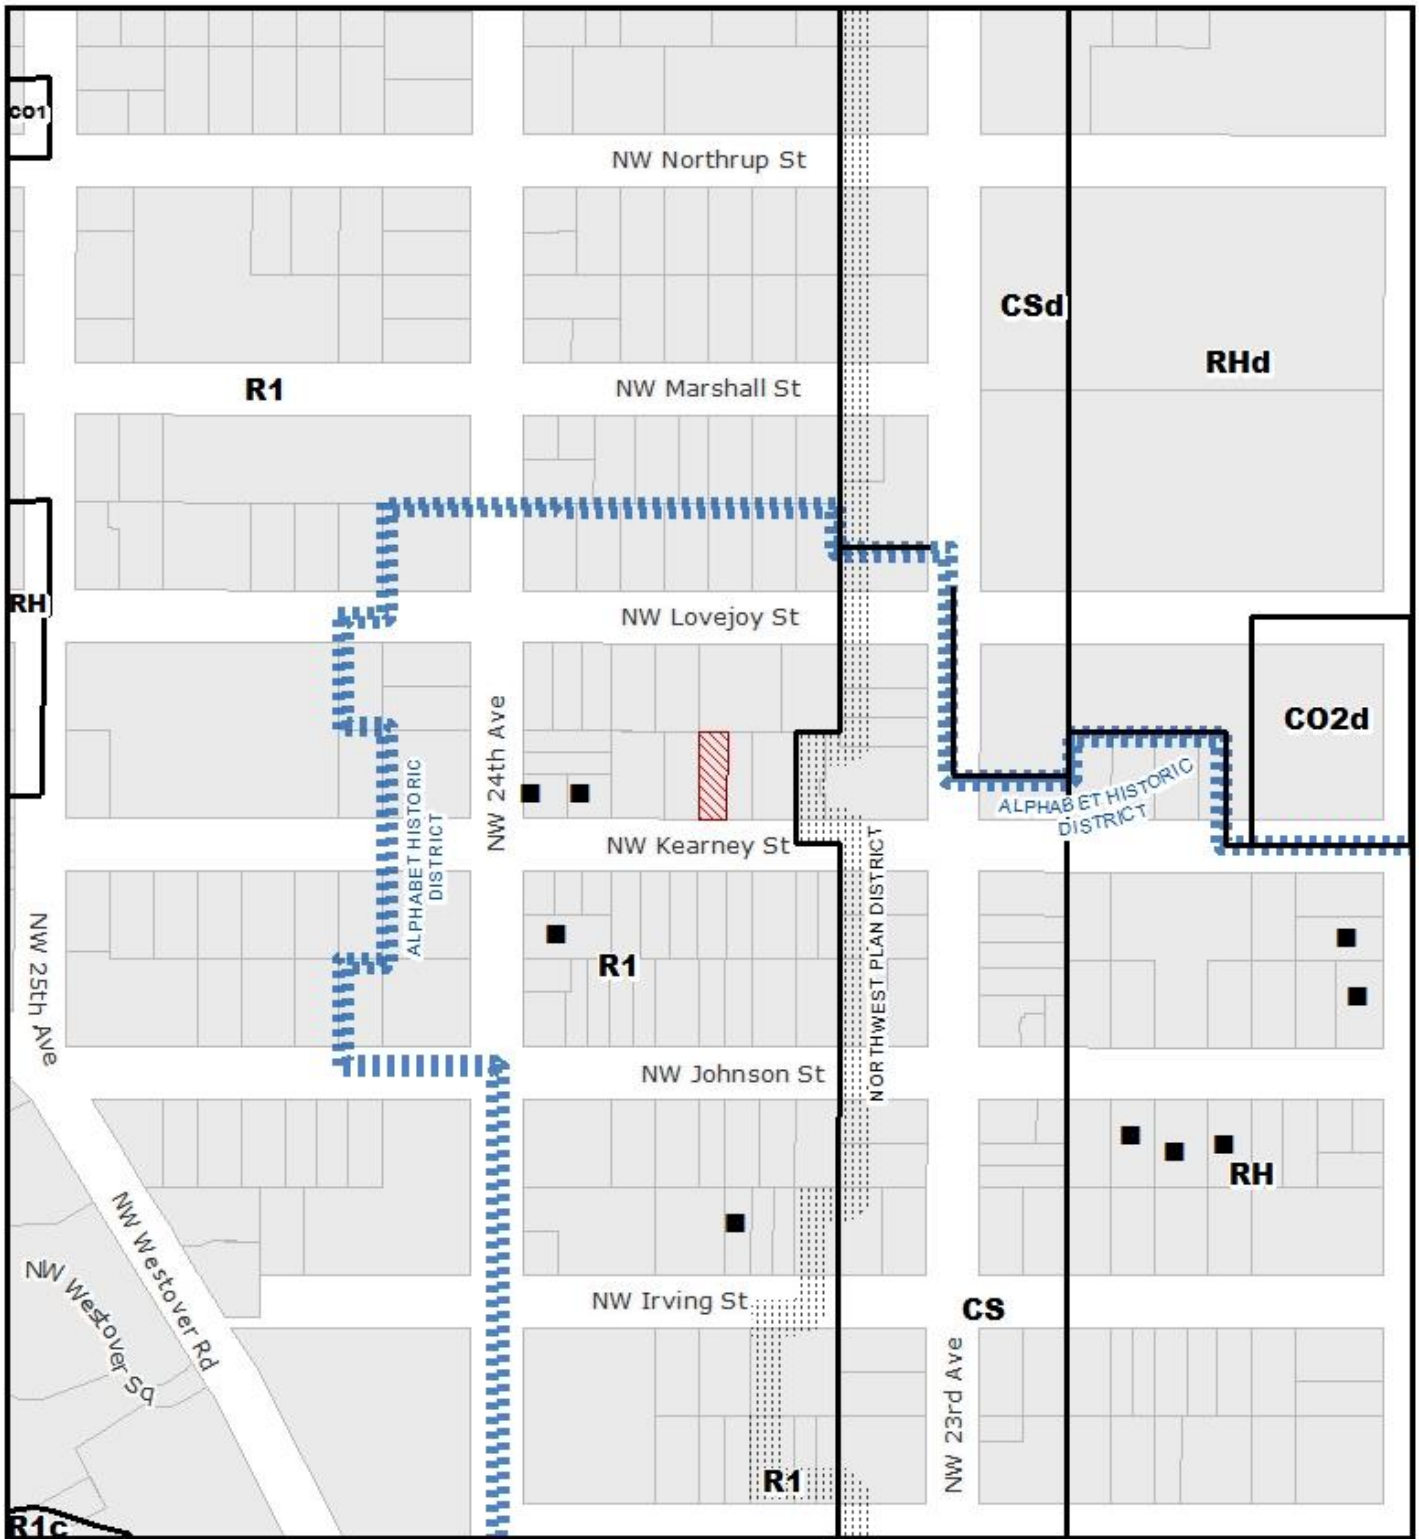 CO1
NW Northrup St
CSd
RHd
R1
NW Marshall St
RH
NW Lovejoy St
CO2d
NW 24th Ave
ALPHABET HISTORIC
DISTRICT
ALPHABET HISTORIC
DISTRICT
NW Kearney St
NORTHWEST PLAN DISTRICT
NW 25th Ave
R1
NW Johnson St
RH
NW Westover Rd
NW Westover Sq
NW Irving St
CS
NW 23rd Ave
R1
R1c